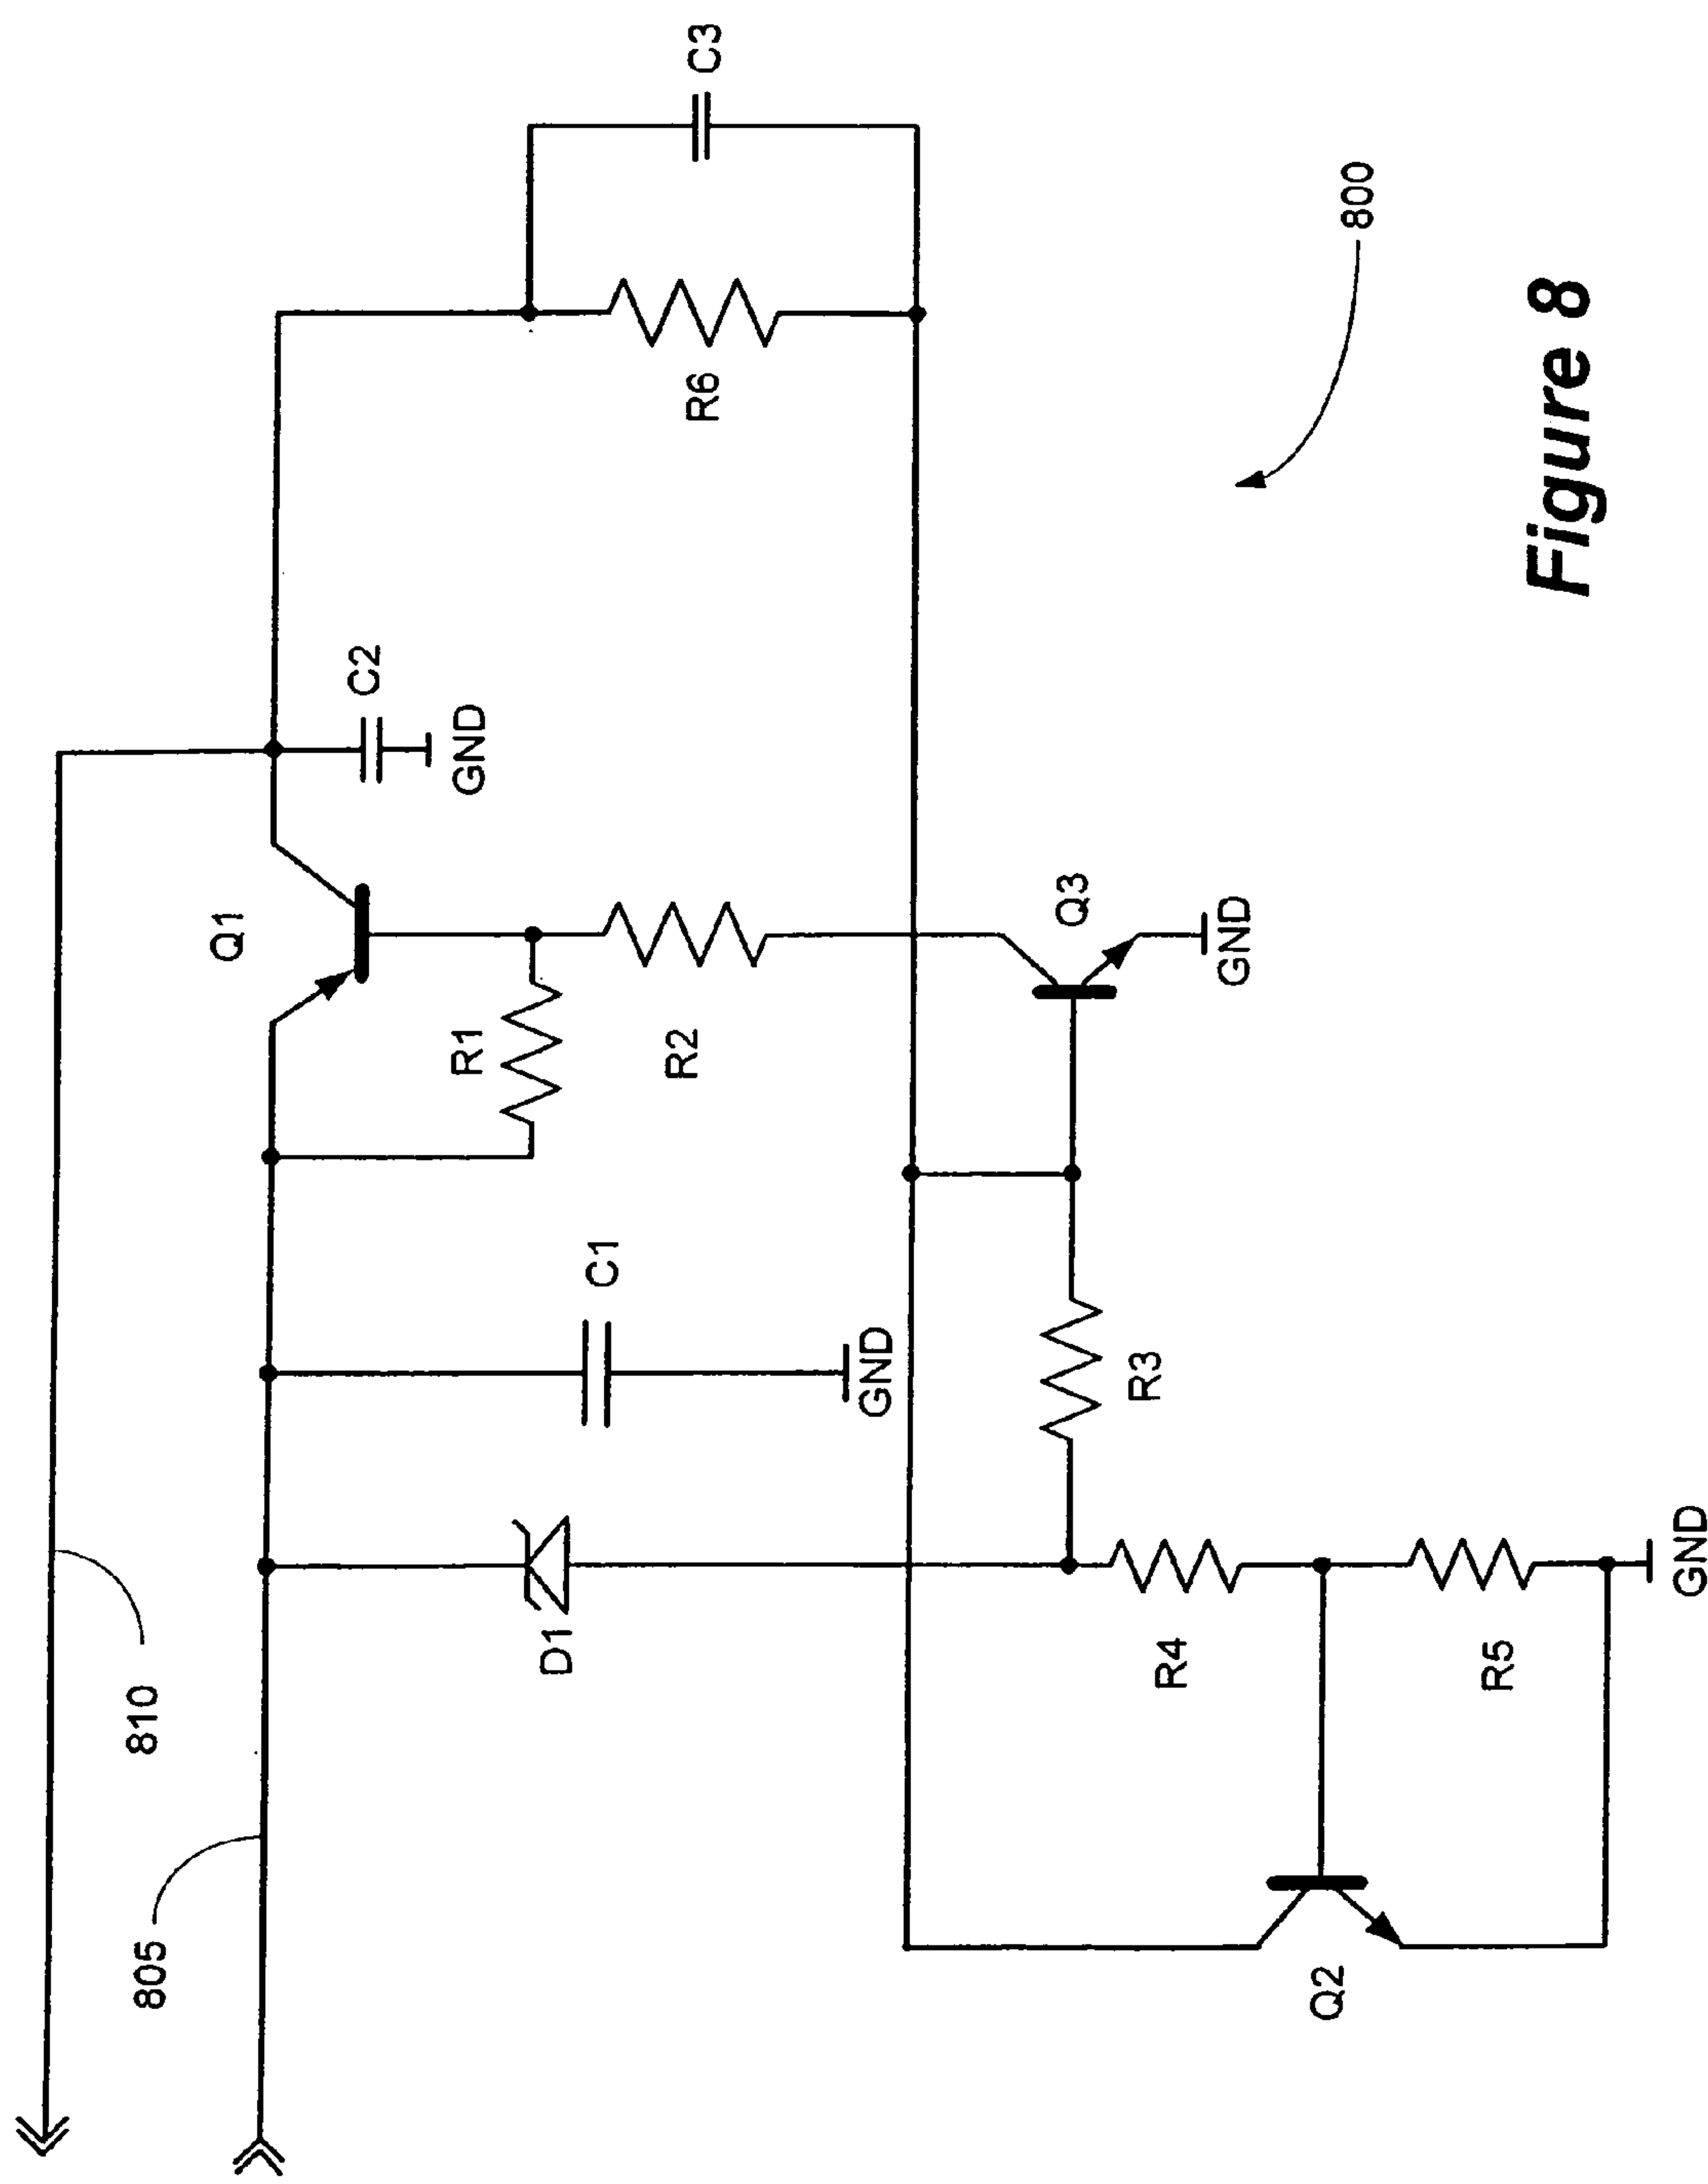 810
805
Q1
C2
GND
C3
R6
R1
R2
C1
GND
D1
Q3
GND
R3
R4
R5
GND
Q2
800
Figure 8